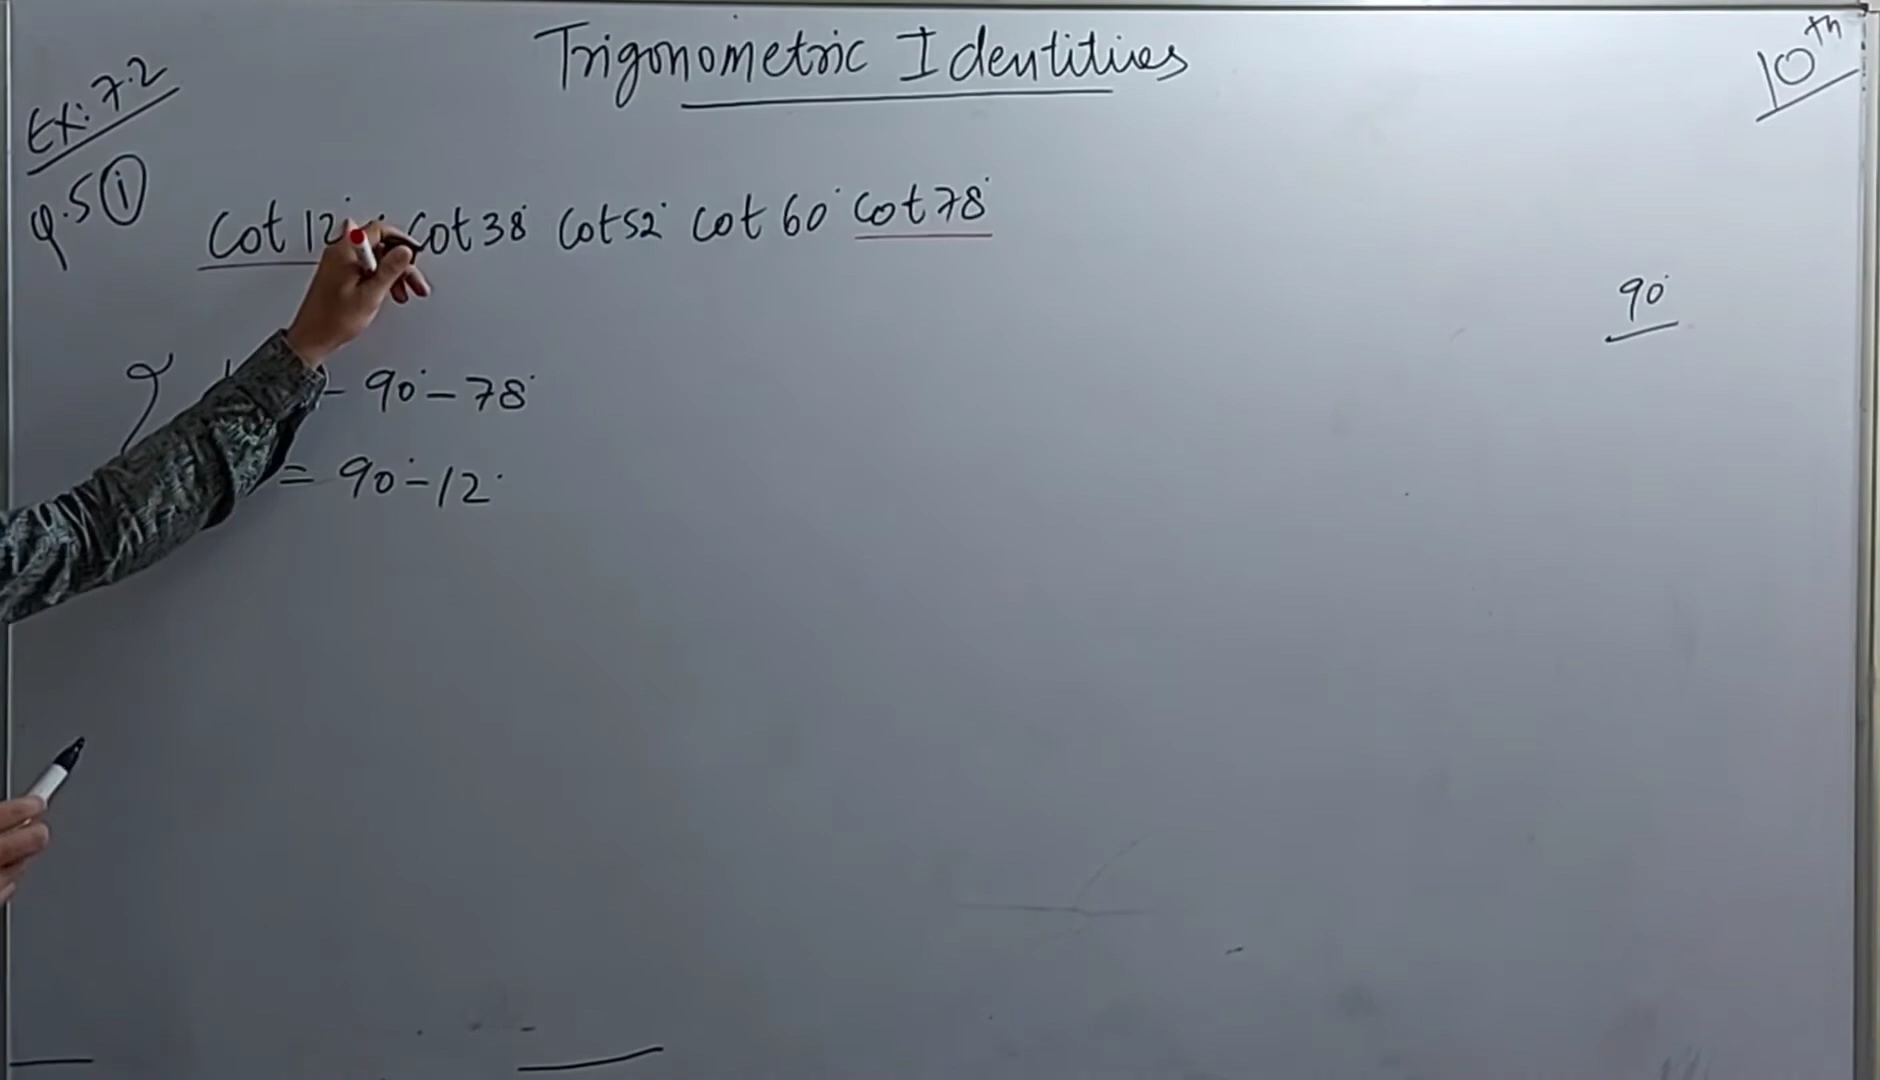 Trigonometric Identities
10th
Ex: 7.2
Q.5 (i)
Cot 12° Cot 38° Cot 52° Cot 60° Cot 78°
90°
90° - 78°
= 90° - 12°